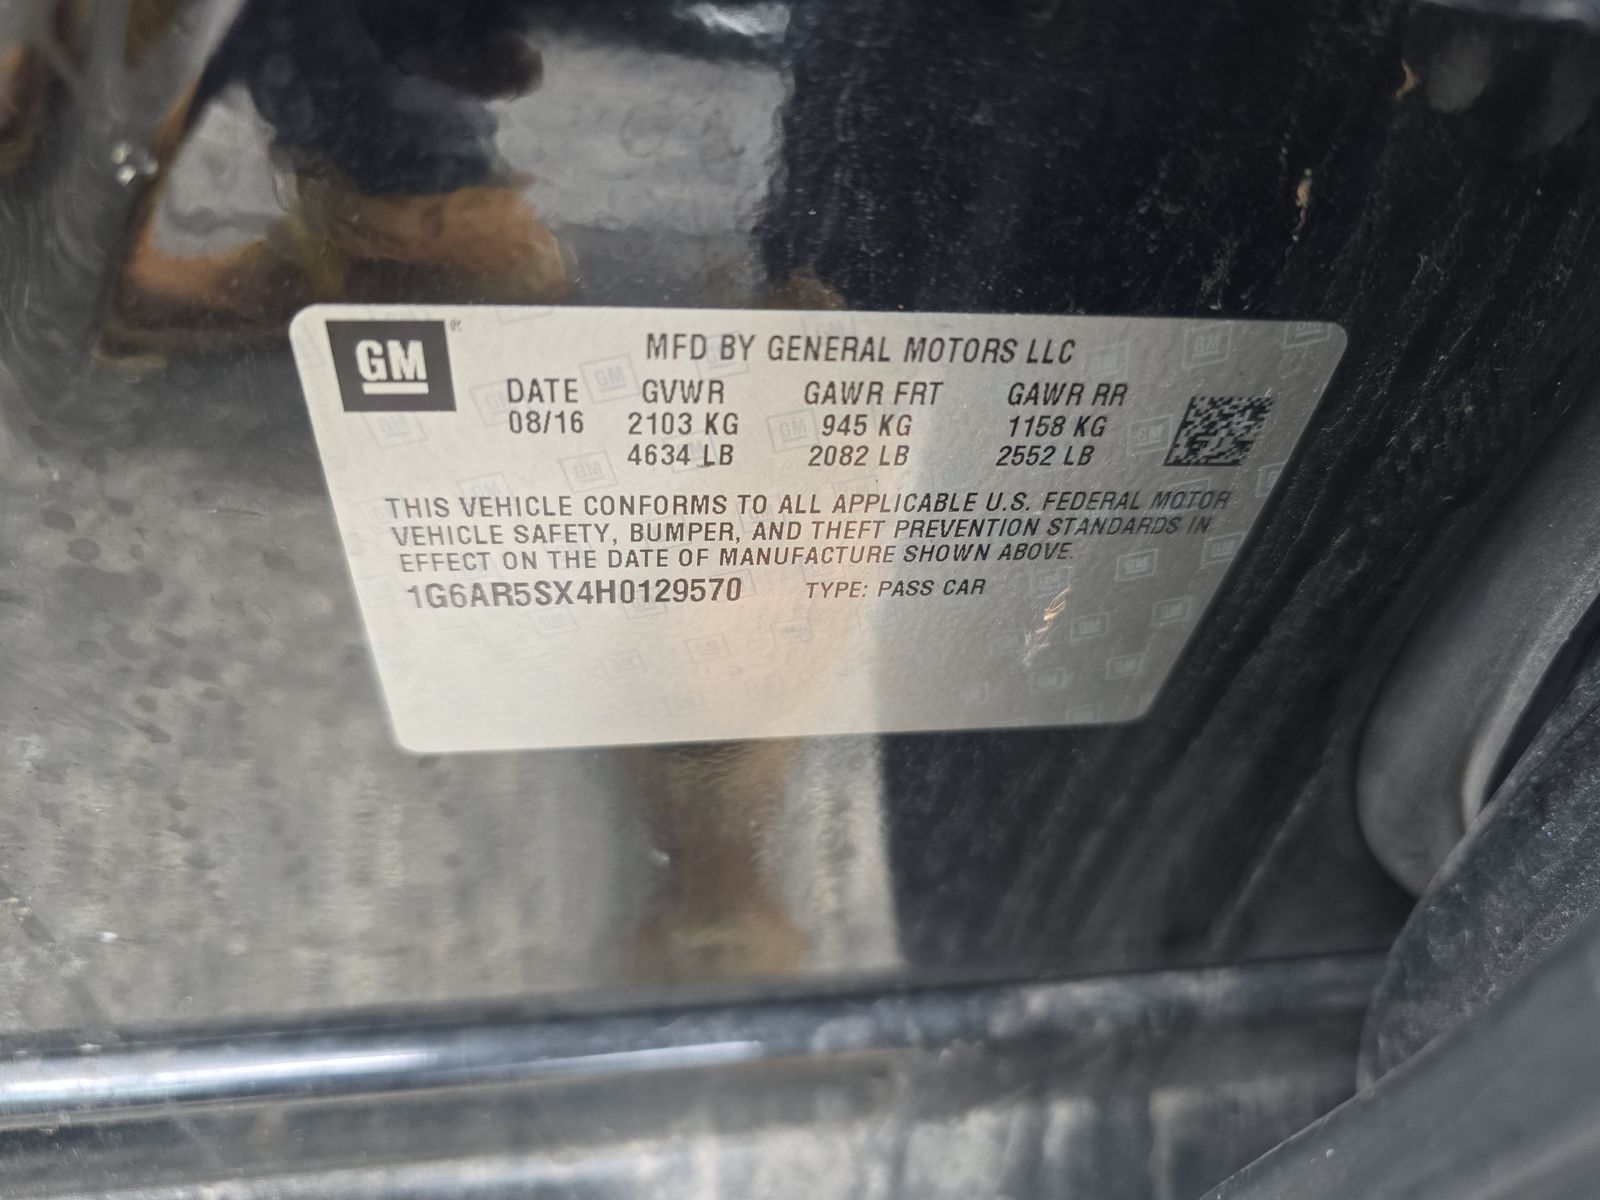 GM
MFD BY GENERAL MOTORS LLC
DATE GVWR GAWR FRT GAWR RR
08/16 2103 KG 945 KG 1158 KG
4634 LB 2082 LB 2552 LB
THIS VEHICLE CONFORMS TO ALL APPLICABLE U.S. FEDERAL MOTOR
VEHICLE SAFETY, BUMPER, AND THEFT PREVENTION STANDARDS IN
EFFECT ON THE DATE OF MANUFACTURE SHOWN ABOVE.
1G6AR5SX4H0129570 TYPE: PASS CAR